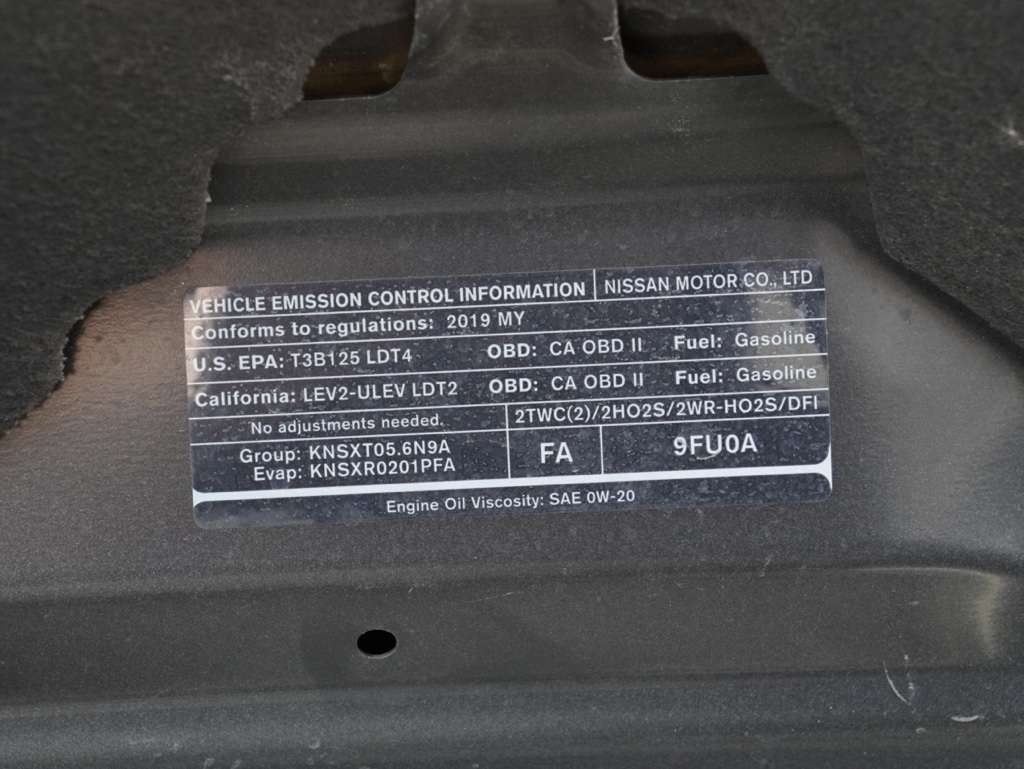 VEHICLE EMISSION CONTROL INFORMATION NISSAN MOTOR CO., LTD
Conforms to regulations: 2019 MY
U.S. EPA: T3B125 LDT4 OBD: CA OBD II Fuel: Gasoline
California: LEV2-ULEV LDT2 OBD: CA OBD II Fuel: Gasoline
No adjustments needed. 2TWC(2)/2HO2S/2WR-HO2S/DFI
Group: KNSXT05.6N9A FA 9FU0A
Evap: KNSXR0201PFA
Engine Oil Viscosity: SAE 0W-20